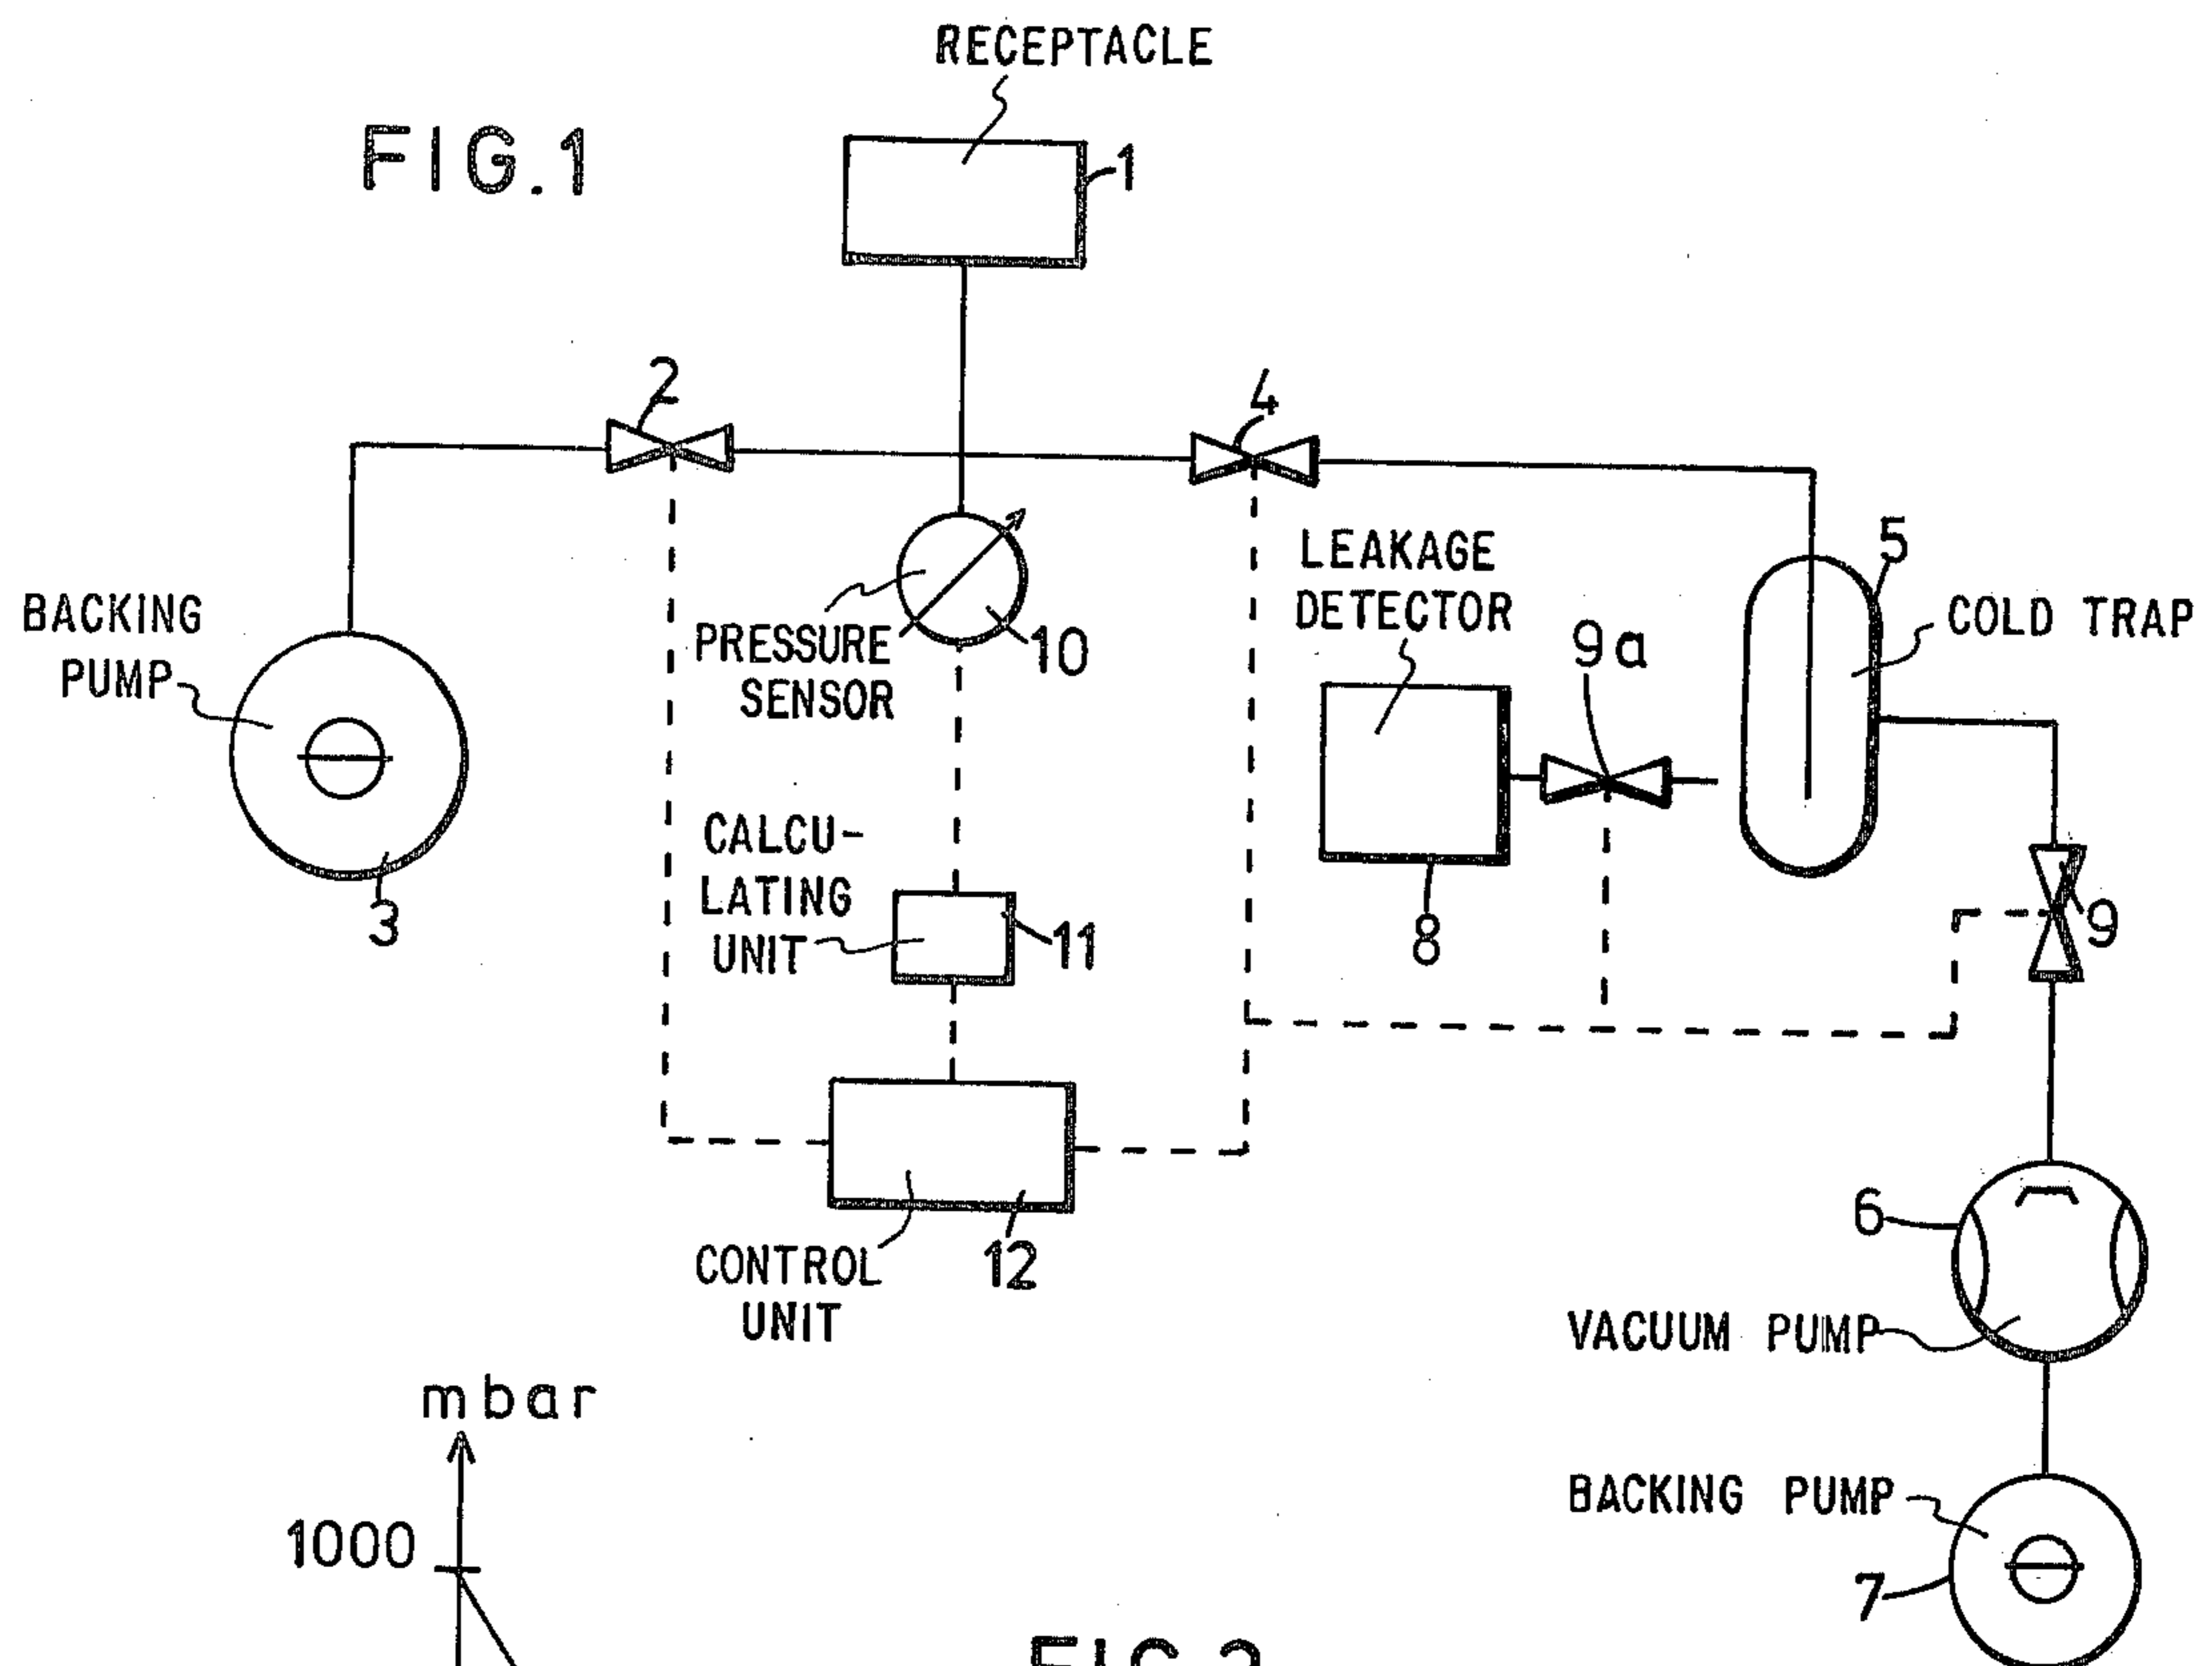 RECEPTACLE
FIG.1
1
2
4
BACKING
PUMP
3
PRESSURE
SENSOR
10
LEAKAGE
DETECTOR
9a
5
COLD TRAP
CALCU-
LATING
UNIT
11
8
9
CONTROL
UNIT
12
6
VACUUM PUMP
mbar
1000
BACKING PUMP
7